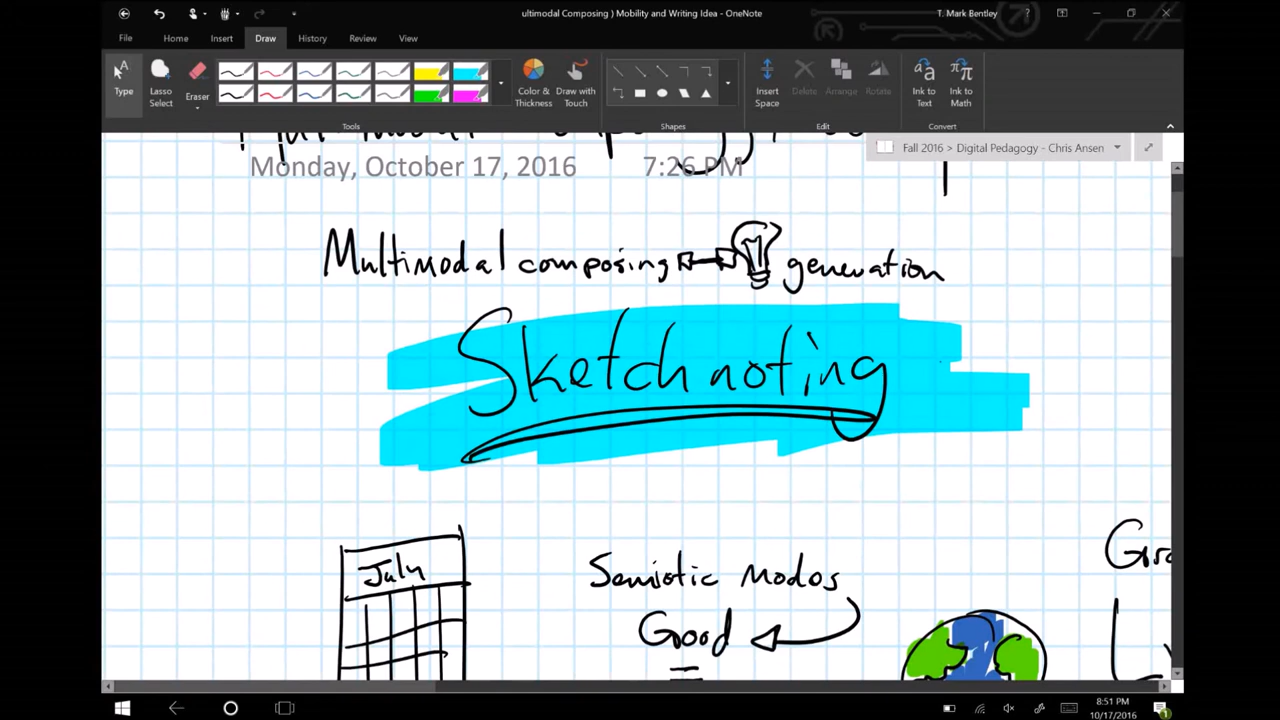 ultimodal Composing ) Mobility and Writing Idea - OneNote
T. Mark Bentley
?
File Home Insert Draw History Review View
Type Lasso Select Eraser Color & Thickness Draw with Touch Insert Space Delete Arrange Rotate Ink to Text Ink to Math
Tools Shapes Edit Convert
Fall 2016 > Digital Pedagogy - Chris Ansen
Monday, October 17, 2016 7:26 PM
Multimodal composing generation
Sketchnoting
July
Semiotic Modes
Good
8:51 PM
10/17/2016
1